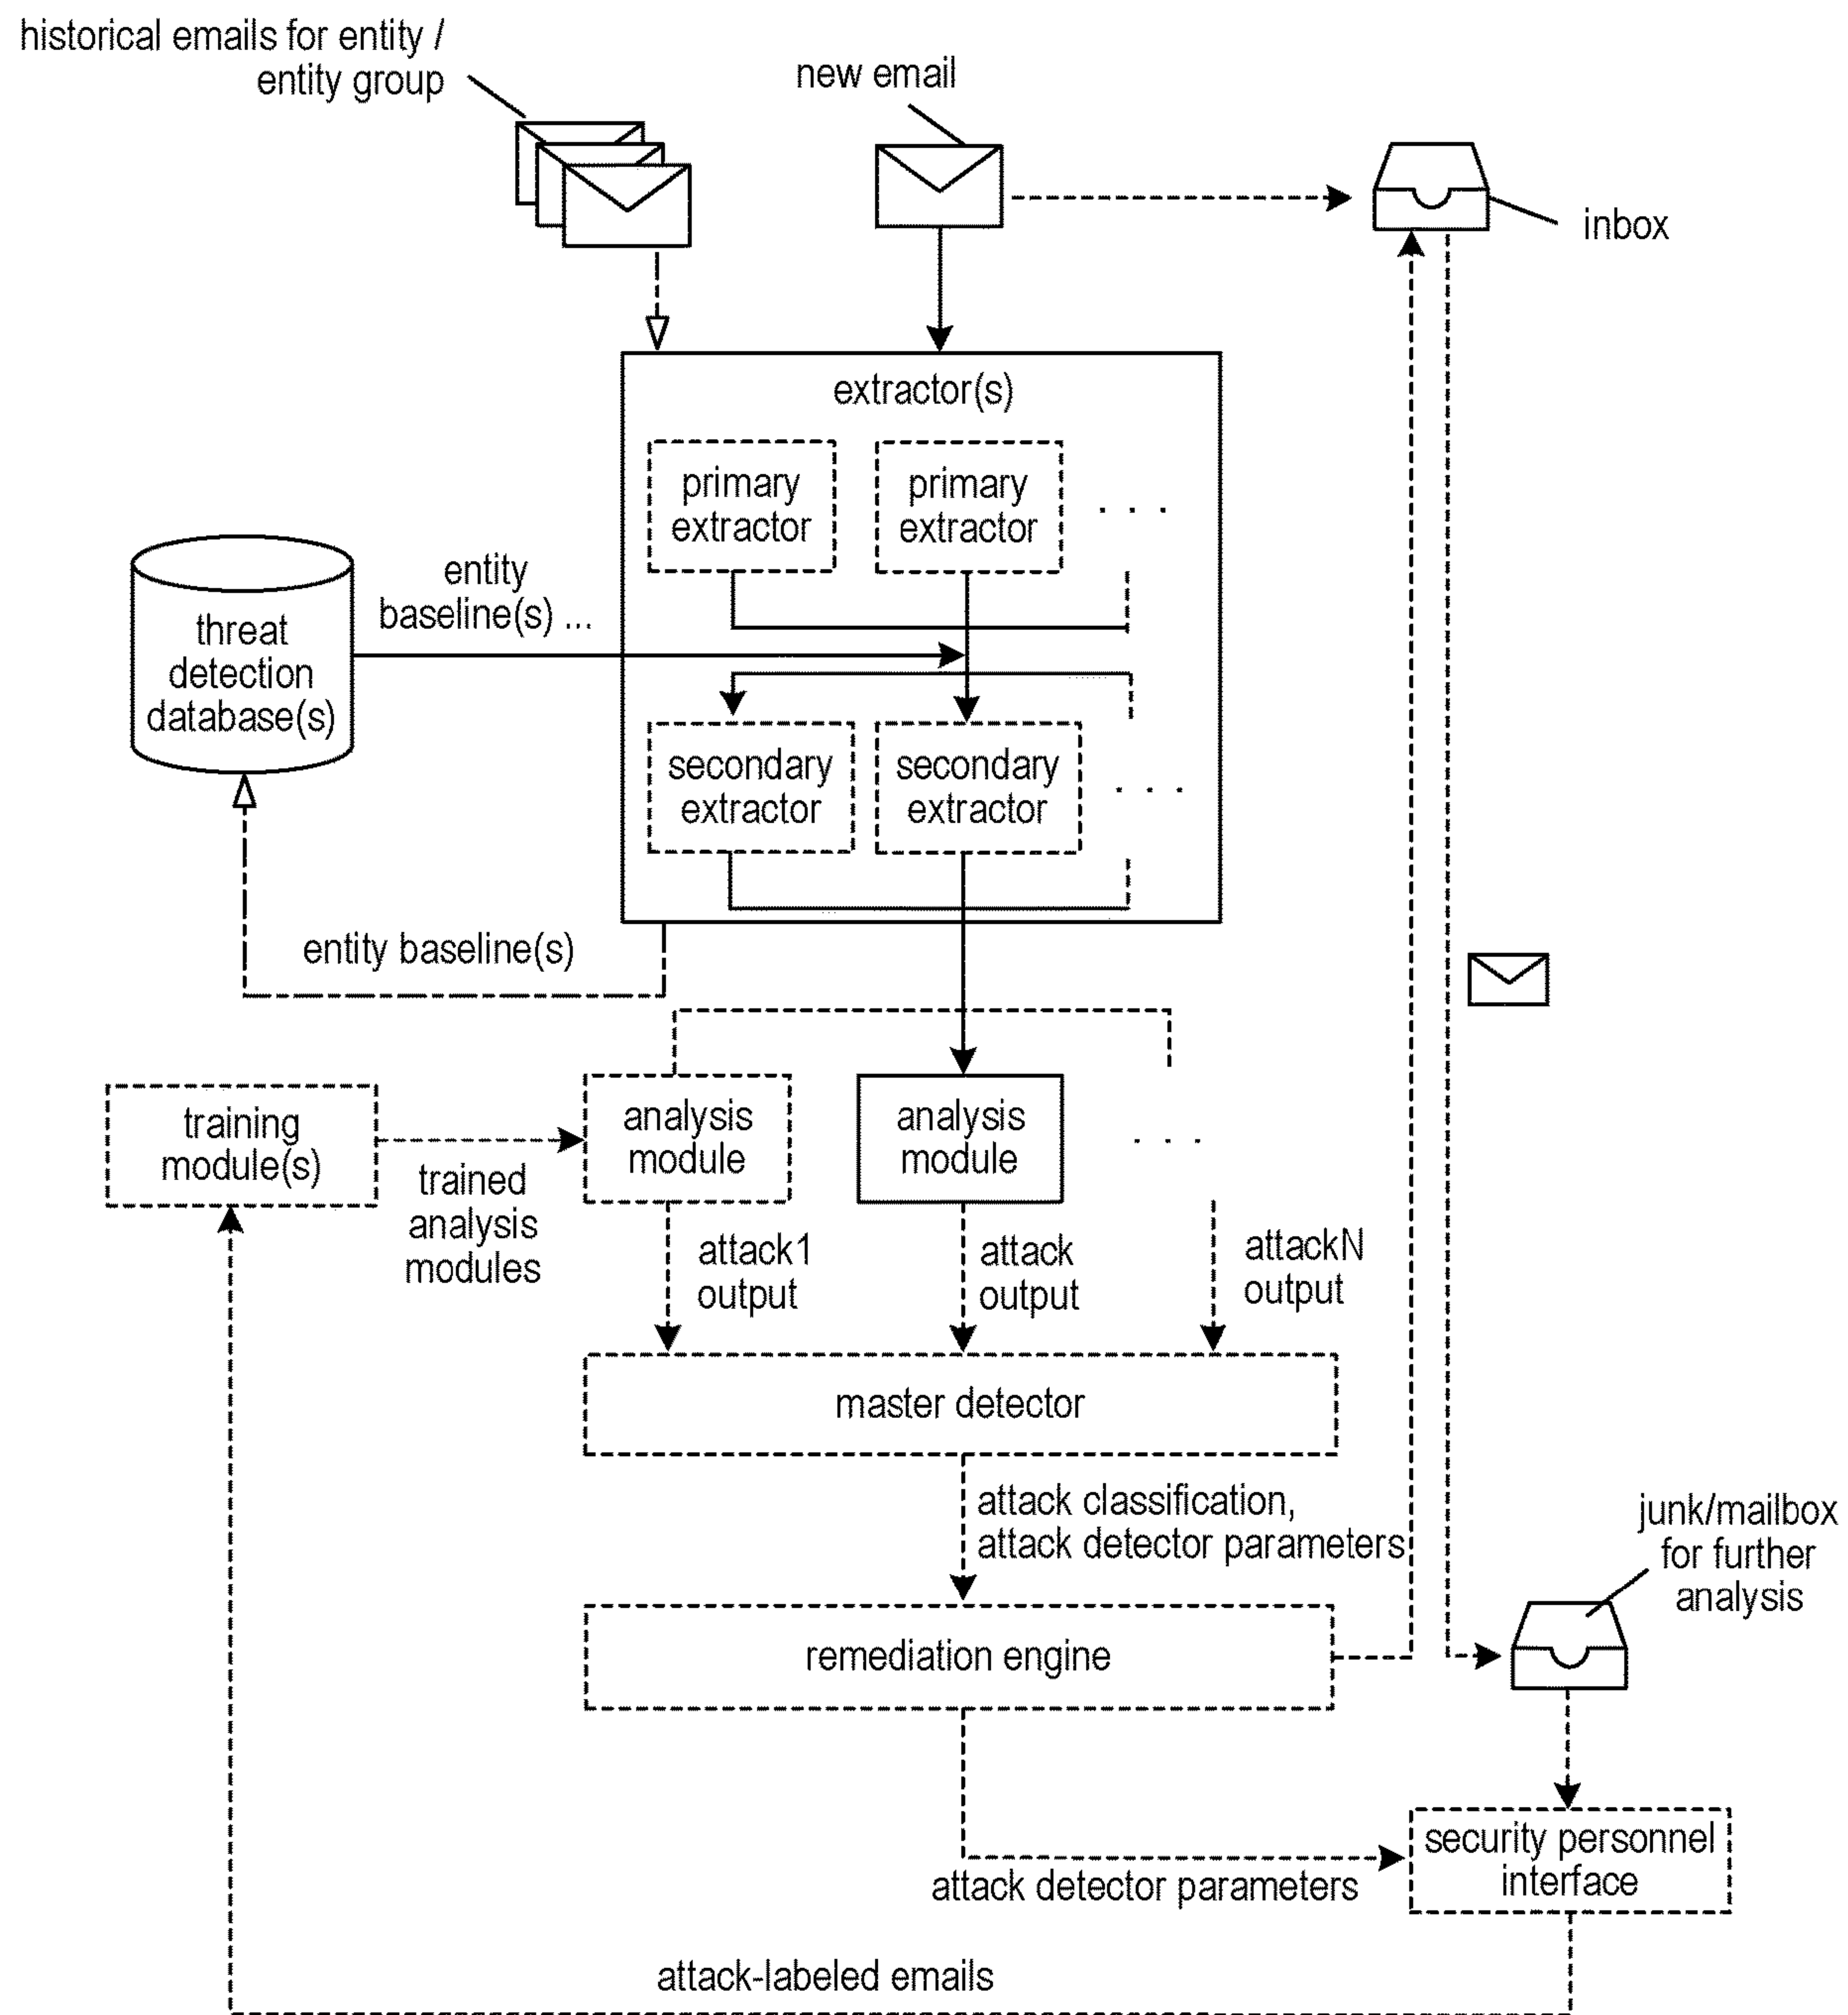 historical emails for entity /
entity group
new email
inbox
extractor(s)
primary
extractor
primary
extractor
. . .
entity
baseline(s) ...
threat
detection
database(s)
secondary
extractor
secondary
extractor
. . .
entity baseline(s)
training
module(s)
trained
analysis
modules
analysis
module
analysis
module
. . .
attack1
output
attack
output
attackN
output
master detector
attack classification,
attack detector parameters
junk/mailbox
for further
analysis
remediation engine
security personnel
interface
attack detector parameters
attack-labeled emails